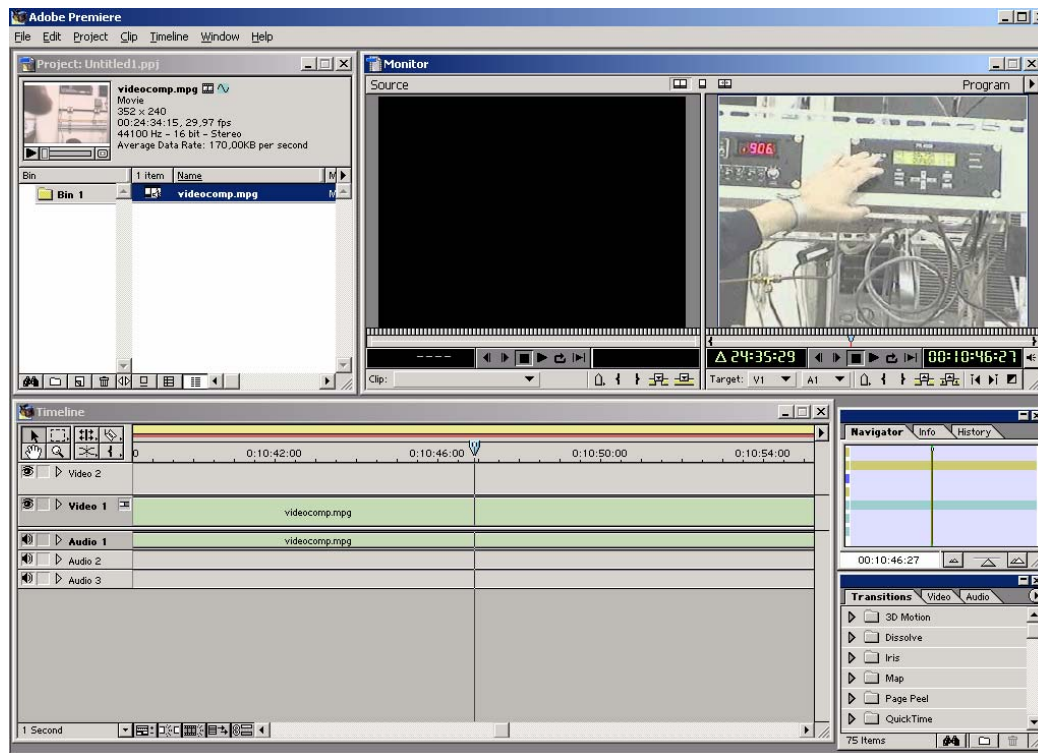 Adobe Premiere
File Edit Project Clip Timeline Window Help
Project: Untitled1.ppj
videocomp.mpg
Movie
352 x 240
00:24:34:15, 29,97 fps
44100 Hz - 16 bit - Stereo
Average Data Rate: 170,00KB per second
Bin 1 item Name M
Bin 1 videocomp.mpg M
Monitor
Source Program
906
---- Δ 24:35:29 00:10:46:27
Clip: Target: V1 A1
Timeline
0 0:10:42:00 0:10:46:00 0:10:50:00 0:10:54:00
Video 2
Video 1 videocomp.mpg
Audio 1 videocomp.mpg
Audio 2
Audio 3
1 Second
Navigator Info History
00:10:46:27
Transitions Video Audio
3D Motion
Dissolve
Iris
Map
Page Peel
QuickTime
75 Items